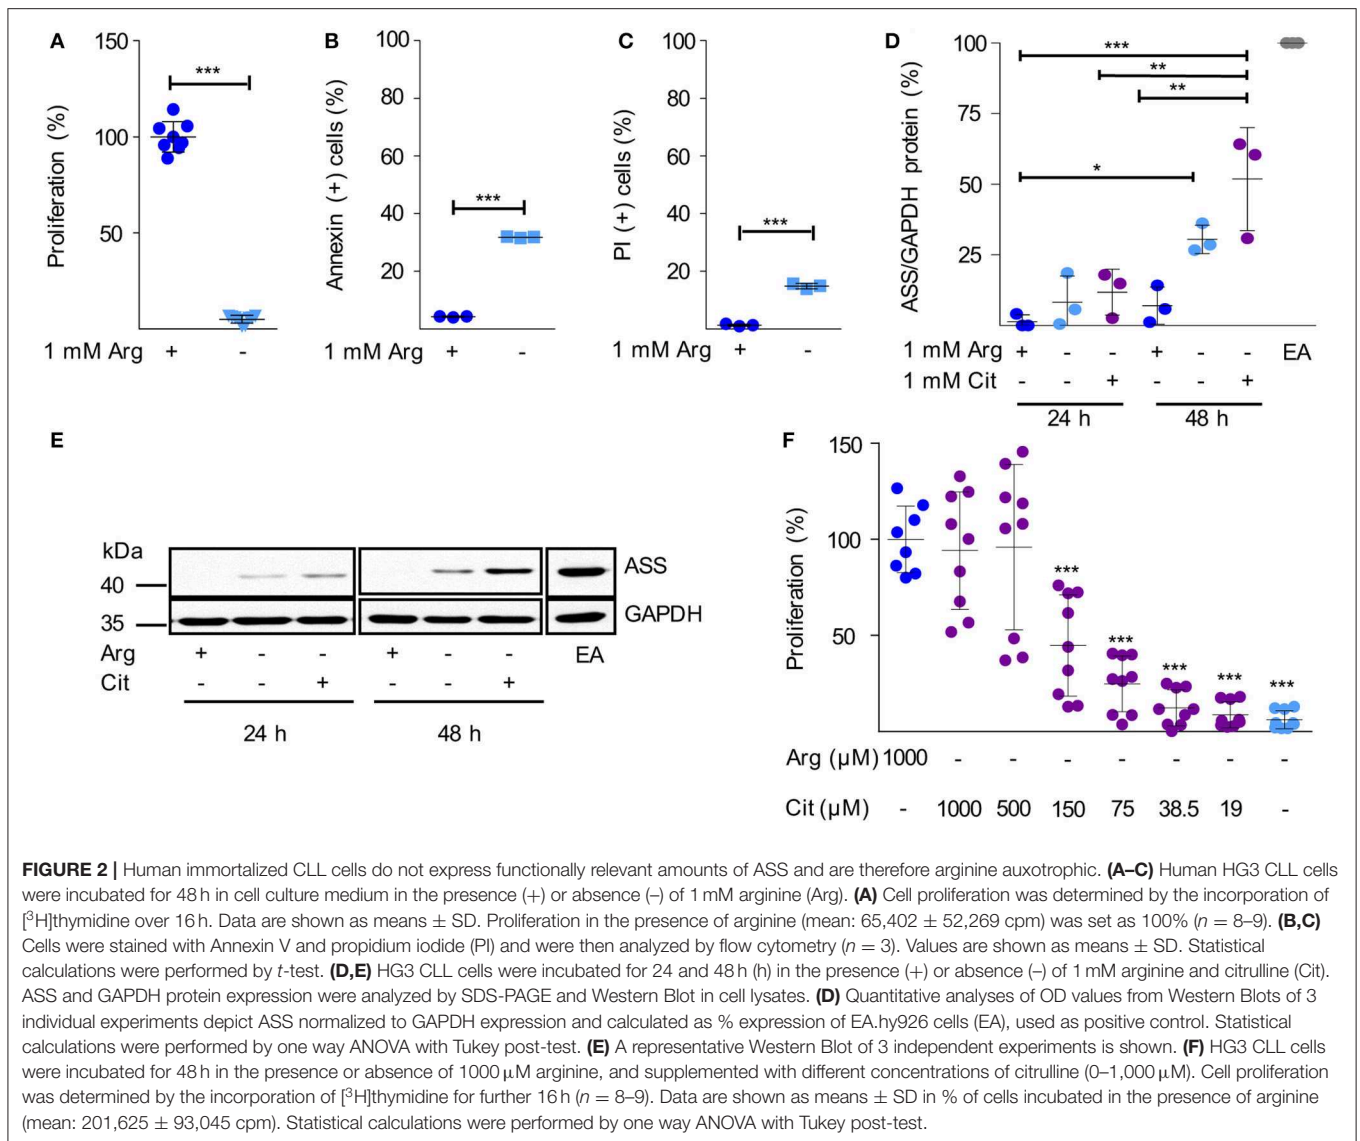 A
Proliferation (%)
150
100
50
***
1 mM Arg + -
B
Annexin (+) cells (%)
100
80
60
40
20
***
1 mM Arg + -
C
PI (+) cells (%)
100
80
60
40
20
***
1 mM Arg + -
D
ASS/GAPDH protein (%)
100
75
50
25
***
**
**
*
1 mM Arg + - - + - - EA
1 mM Cit - - + - - +
24 h 48 h
E
kDa
40
35
ASS
GAPDH
Arg + - - + - - EA
Cit - - + - - +
24 h 48 h
F
Proliferation (%)
150
100
50
*** *** *** *** ***
Arg (µM) 1000 - - - - - - -
Cit (µM) - 1000 500 150 75 38.5 19 -
FIGURE 2 | Human immortalized CLL cells do not express functionally relevant amounts of ASS and are therefore arginine auxotrophic. (A–C) Human HG3 CLL cells
were incubated for 48 h in cell culture medium in the presence (+) or absence (–) of 1 mM arginine (Arg). (A) Cell proliferation was determined by the incorporation of
[³H]thymidine over 16 h. Data are shown as means ± SD. Proliferation in the presence of arginine (mean: 65,402 ± 52,269 cpm) was set as 100% (n = 8–9). (B,C)
Cells were stained with Annexin V and propidium iodide (PI) and were then analyzed by flow cytometry (n = 3). Values are shown as means ± SD. Statistical
calculations were performed by t-test. (D,E) HG3 CLL cells were incubated for 24 and 48 h (h) in the presence (+) or absence (–) of 1 mM arginine and citrulline (Cit).
ASS and GAPDH protein expression were analyzed by SDS-PAGE and Western Blot in cell lysates. (D) Quantitative analyses of OD values from Western Blots of 3
individual experiments depict ASS normalized to GAPDH expression and calculated as % expression of EA.hy926 cells (EA), used as positive control. Statistical
calculations were performed by one way ANOVA with Tukey post-test. (E) A representative Western Blot of 3 independent experiments is shown. (F) HG3 CLL cells
were incubated for 48 h in the presence or absence of 1000 µM arginine, and supplemented with different concentrations of citrulline (0–1,000 µM). Cell proliferation
was determined by the incorporation of [³H]thymidine for further 16 h (n = 8–9). Data are shown as means ± SD in % of cells incubated in the presence of arginine
(mean: 201,625 ± 93,045 cpm). Statistical calculations were performed by one way ANOVA with Tukey post-test.